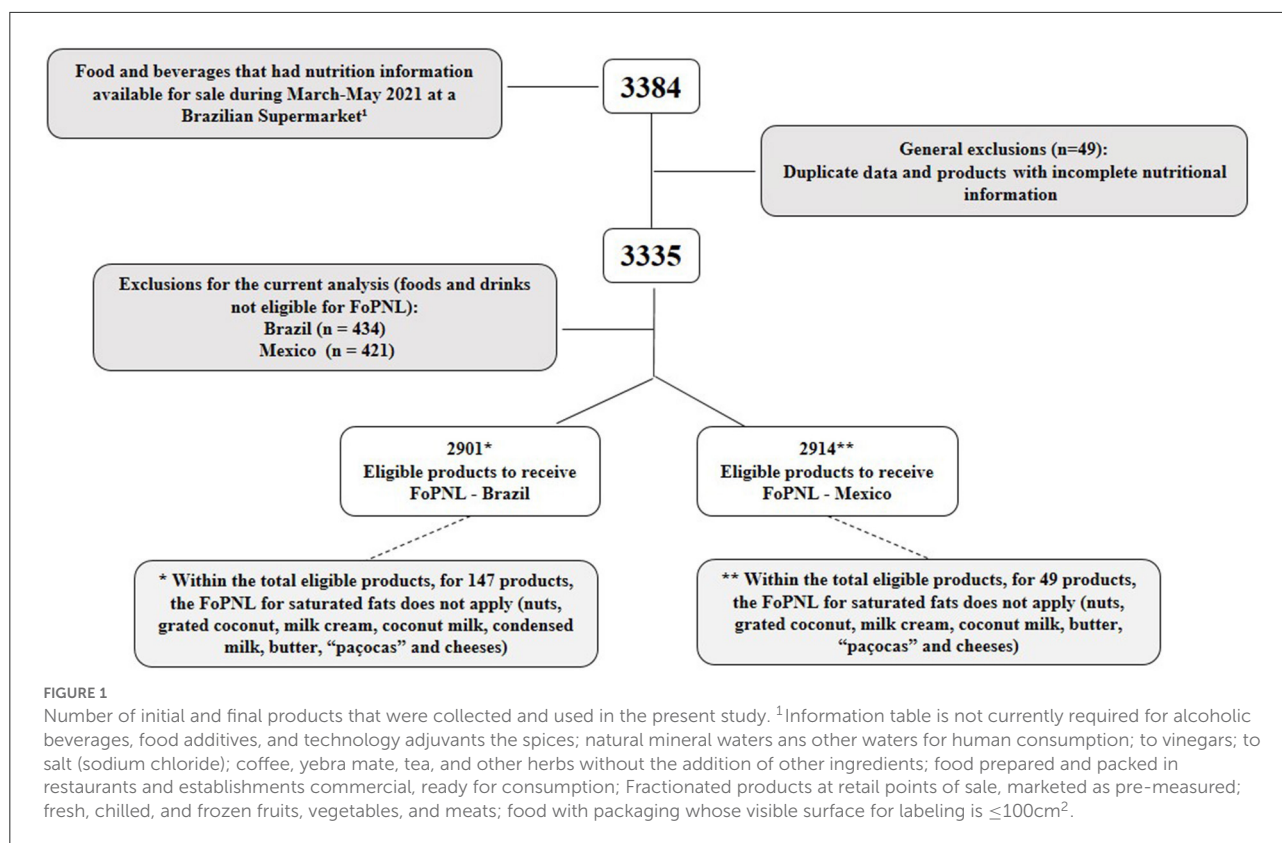 Food and beverages that had nutrition information
available for sale during March-May 2021 at a
Brazilian Supermarket¹
3384
General exclusions (n=49):
Duplicate data and products with incomplete nutritional
information
3335
Exclusions for the current analysis (foods and drinks
not eligible for FoPNL):
Brazil (n = 434)
Mexico (n = 421)
2901*
Eligible products to receive
FoPNL - Brazil
2914**
Eligible products to receive
FoPNL - Mexico
* Within the total eligible products, for 147 products,
the FoPNL for saturated fats does not apply (nuts,
grated coconut, milk cream, coconut milk, condensed
milk, butter, “paçocas” and cheeses)
** Within the total eligible products, for 49 products,
the FoPNL for saturated fats does not apply (nuts,
grated coconut, milk cream, coconut milk, butter,
“paçocas” and cheeses)
FIGURE 1
Number of initial and final products that were collected and used in the present study. ¹Information table is not currently required for alcoholic
beverages, food additives, and technology adjuvants the spices; natural mineral waters ans other waters for human consumption; to vinegars; to
salt (sodium chloride); coffee, yebra mate, tea, and other herbs without the addition of other ingredients; food prepared and packed in
restaurants and establishments commercial, ready for consumption; Fractionated products at retail points of sale, marketed as pre-measured;
fresh, chilled, and frozen fruits, vegetables, and meats; food with packaging whose visible surface for labeling is ≤100cm².